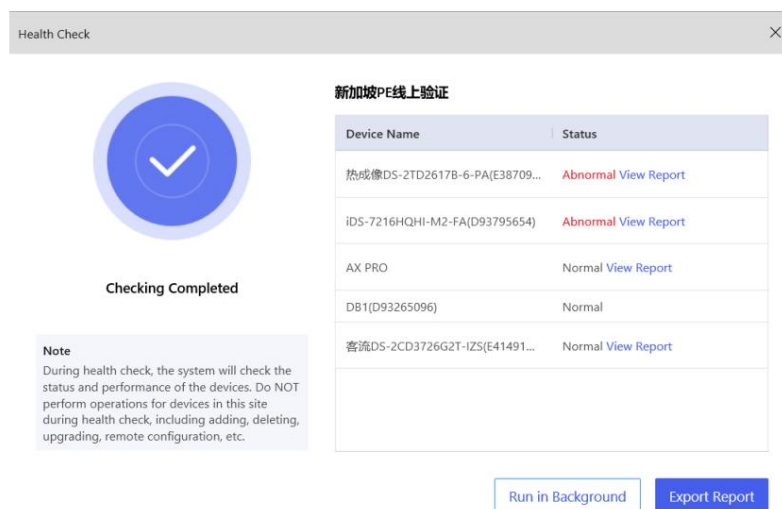 Health Check
新加坡PE线上验证
Device Name Status
热成像DS-2TD2617B-6-PA(E38709... Abnormal View Report
iDS-7216HQHI-M2-FA(D93795654) Abnormal View Report
AX PRO Normal View Report
DB1(D93265096) Normal
客流DS-2CD3726G2T-IZS(E41491... Normal View Report
Checking Completed
Note
During health check, the system will check the
status and performance of the devices. Do NOT
perform operations for devices in this site
during health check, including adding, deleting,
upgrading, remote configuration, etc.
Run in Background Export Report